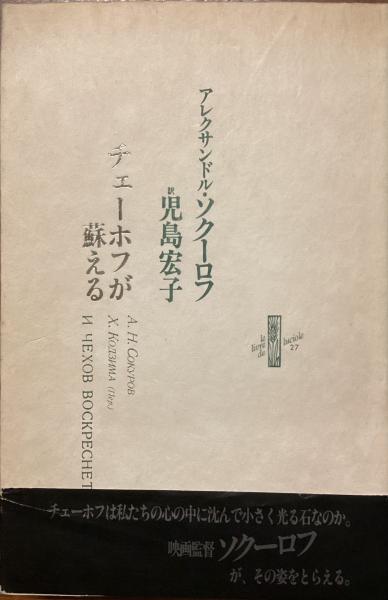 アレクサンドル・ソクーロフ
訳 児島宏子
チェーホフが
蘇える
А. Н. СОКУРОВ
Х. КОДЗИМА (Пер.)
И ЧЕХОВ ВОСКРЕСНЕТ
le
livre
de
luciole
27
チェーホフは私たちの心の中に沈んで小さく光る石なのか。
映画監督 ソクーロフ
が、その姿をとらえる。